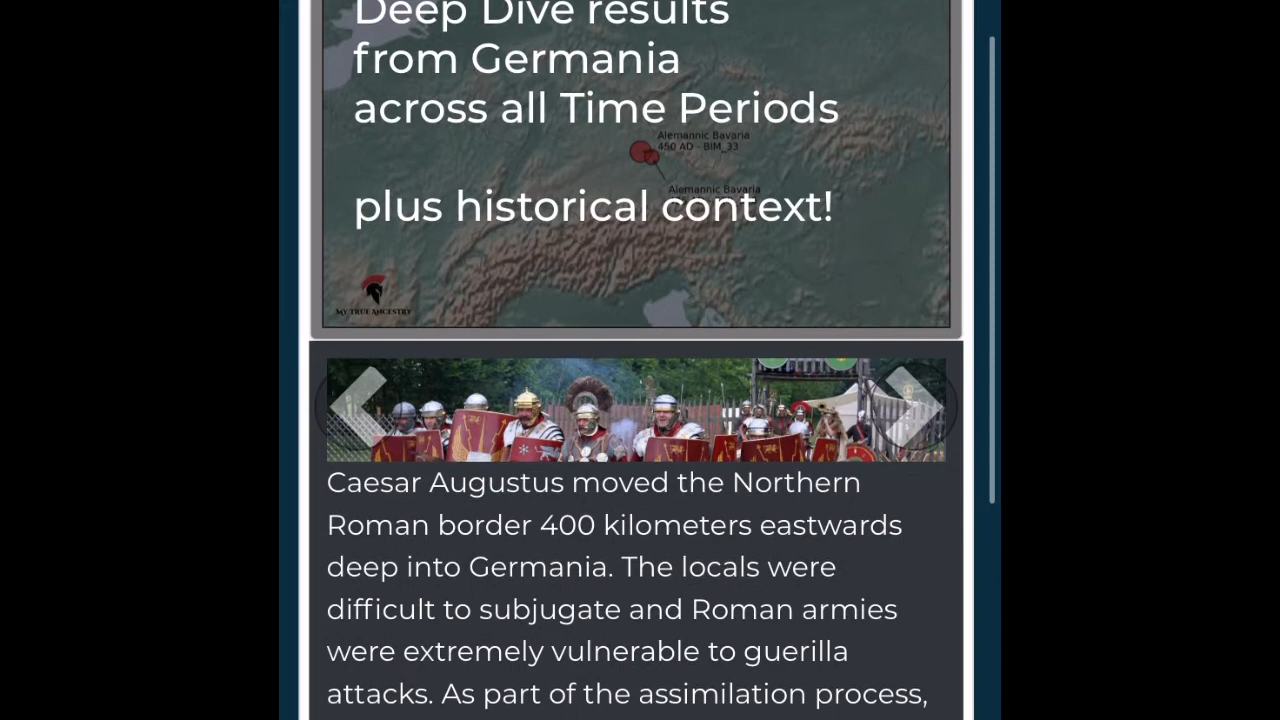 Deep Dive results
from Germania
across all Time Periods
Alemannic Bavaria
450 AD - BIM_33
Alemannic Bavaria
plus historical context!
MY TRUE ANCESTRY
Caesar Augustus moved the Northern
Roman border 400 kilometers eastwards
deep into Germania. The locals were
difficult to subjugate and Roman armies
were extremely vulnerable to guerilla
attacks. As part of the assimilation process,